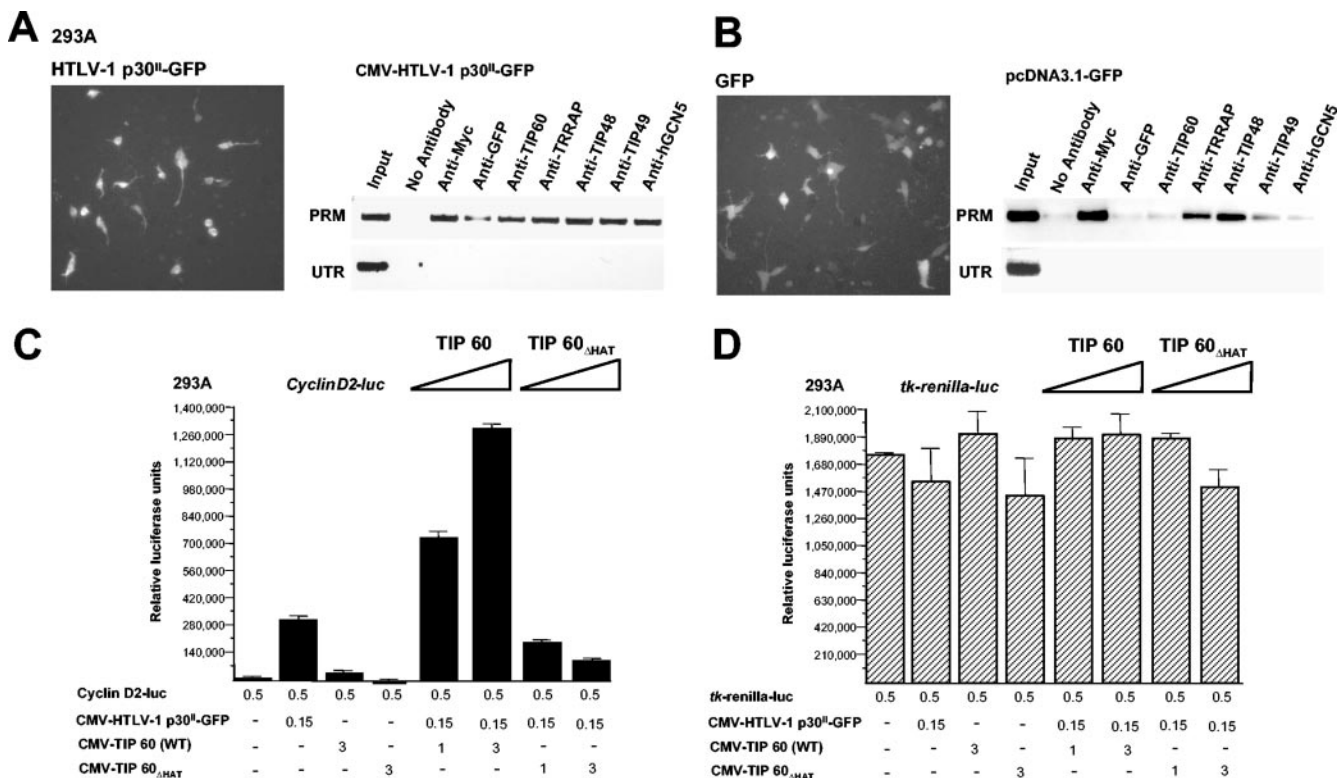 A
293A
HTLV-1 p30ᴵᴵ-GFP
CMV-HTLV-1 p30ᴵᴵ-GFP
Input
No Antibody
Anti-Myc
Anti-GFP
Anti-TIP60
Anti-TRRAP
Anti-TIP48
Anti-TIP49
Anti-hGCN5
PRM
UTR
B
GFP
pcDNA3.1-GFP
Input
No Antibody
Anti-Myc
Anti-GFP
Anti-TIP60
Anti-TRRAP
Anti-TIP48
Anti-TIP49
Anti-hGCN5
PRM
UTR
C
TIP 60
TIP 60ΔHAT
293A
CyclinD2-luc
Relative luciferase units
1,400,000
1,260,000
1,120,000
980,000
840,000
700,000
560,000
420,000
280,000
140,000
Cyclin D2-luc 0.5 0.5 0.5 0.5 0.5 0.5 0.5 0.5
CMV-HTLV-1 p30ᴵᴵ-GFP - 0.15 - - 0.15 0.15 0.15 0.15
CMV-TIP 60 (WT) - - 3 - 1 3 - -
CMV-TIP 60ΔHAT - - - 3 - - 1 3
D
TIP 60
TIP 60ΔHAT
293A
tk-renilla-luc
Relative luciferase units
2,100,000
1,890,000
1,680,000
1,470,000
1,260,000
1,050,000
840,000
630,000
420,000
210,000
tk-renilla-luc 0.5 0.5 0.5 0.5 0.5 0.5 0.5 0.5
CMV-HTLV-1 p30ᴵᴵ-GFP - 0.15 - - 0.15 0.15 0.15 0.15
CMV-TIP 60 (WT) - - 3 - 1 3 - -
CMV-TIP 60ΔHAT - - - 3 - - 1 3